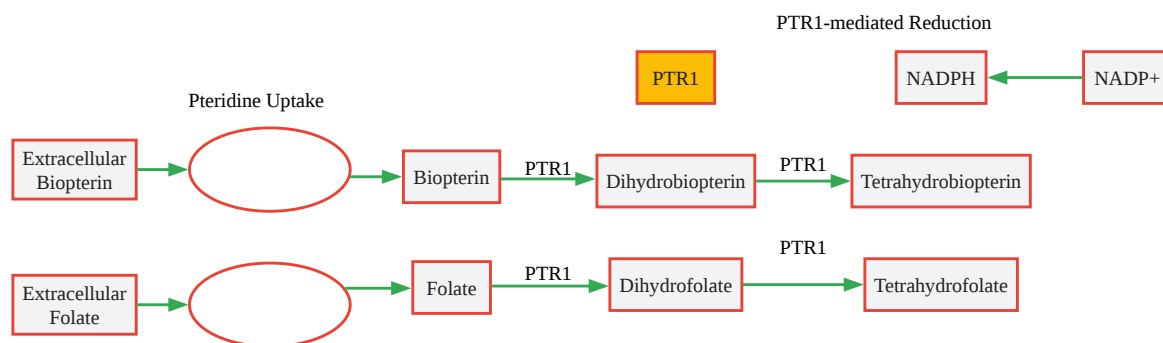 PTR1-mediated Reduction
PTR1
NADPH
NADP+
Pteridine Uptake
Extracellular
Biopterin
Biopterin
PTR1
Dihydrobiopterin
PTR1
Tetrahydrobiopterin
Extracellular
Folate
Folate
PTR1
Dihydrofolate
PTR1
Tetrahydrofolate